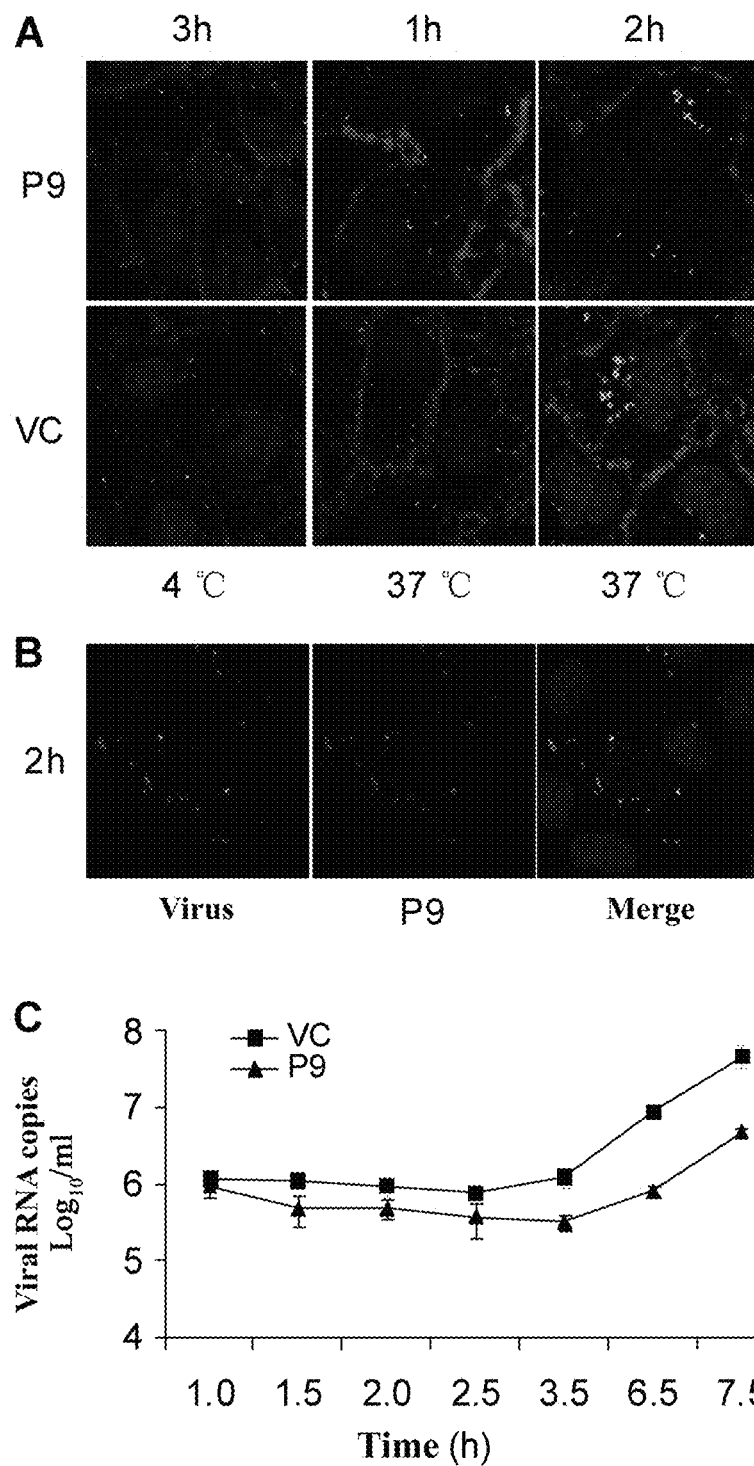 A
3h 1h 2h
P9
VC
4 ℃ 37 ℃ 37 ℃
B
2h
Virus P9 Merge
C
VC
P9
8
7
6
5
4
Viral RNA copies
Log₁₀/ml
1.0 1.5 2.0 2.5 3.5 6.5 7.5
Time (h)